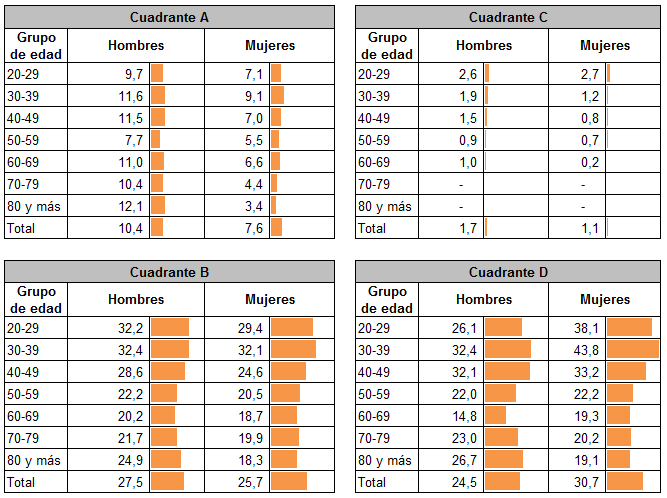 Cuadrante A
Grupo de edad Hombres Mujeres
20-29 9,7 7,1
30-39 11,6 9,1
40-49 11,5 7,0
50-59 7,7 5,5
60-69 11,0 6,6
70-79 10,4 4,4
80 y más 12,1 3,4
Total 10,4 7,6
Cuadrante C
Grupo de edad Hombres Mujeres
20-29 2,6 2,7
30-39 1,9 1,2
40-49 1,5 0,8
50-59 0,9 0,7
60-69 1,0 0,2
70-79 - -
80 y más - -
Total 1,7 1,1
Cuadrante B
Grupo de edad Hombres Mujeres
20-29 32,2 29,4
30-39 32,4 32,1
40-49 28,6 24,6
50-59 22,2 20,5
60-69 20,2 18,7
70-79 21,7 19,9
80 y más 24,9 18,3
Total 27,5 25,7
Cuadrante D
Grupo de edad Hombres Mujeres
20-29 26,1 38,1
30-39 32,4 43,8
40-49 32,1 33,2
50-59 22,0 22,2
60-69 14,8 19,3
70-79 23,0 20,2
80 y más 26,7 19,1
Total 24,5 30,7